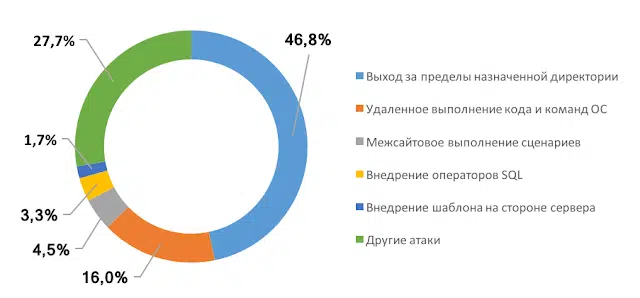 46,8%
27,7%
1,7%
3,3%
4,5%
16,0%
Выход за пределы назначенной директории
Удаленное выполнение кода и команд ОС
Межсайтовое выполнение сценариев
Внедрение операторов SQL
Внедрение шаблона на стороне сервера
Другие атаки